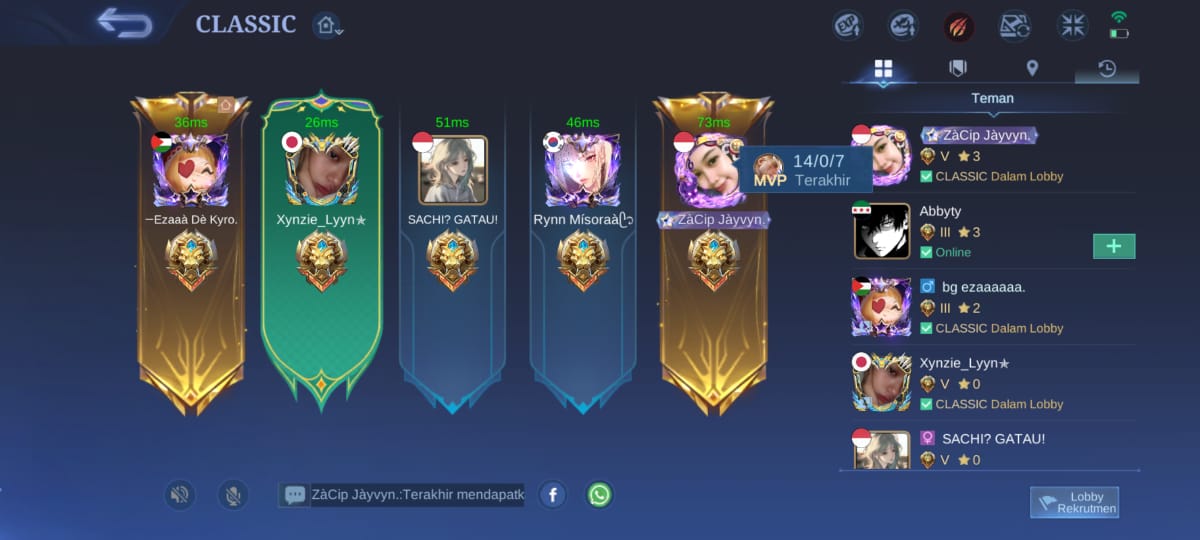 CLASSIC
EXP
36ms
26ms
51ms
46ms
73ms
Ezaaà Dè Kyro.
Xynzie_Lyyn★
SACHI? GATAU!
Rynn Mísoraà
ZàCip Jàyvyn.
14/0/7
MVP Terakhir
ZàCip Jàyvyn.:Terakhir mendapatk
Teman
ZàCip Jàyvyn.
V ★3
CLASSIC Dalam Lobby
Abbyty
III ★3
Online
+
bg ezaaaaaa.
III ★2
CLASSIC Dalam Lobby
Xynzie_Lyyn★
V ★0
CLASSIC Dalam Lobby
SACHI? GATAU!
V ★0
Lobby
Rekrutmen